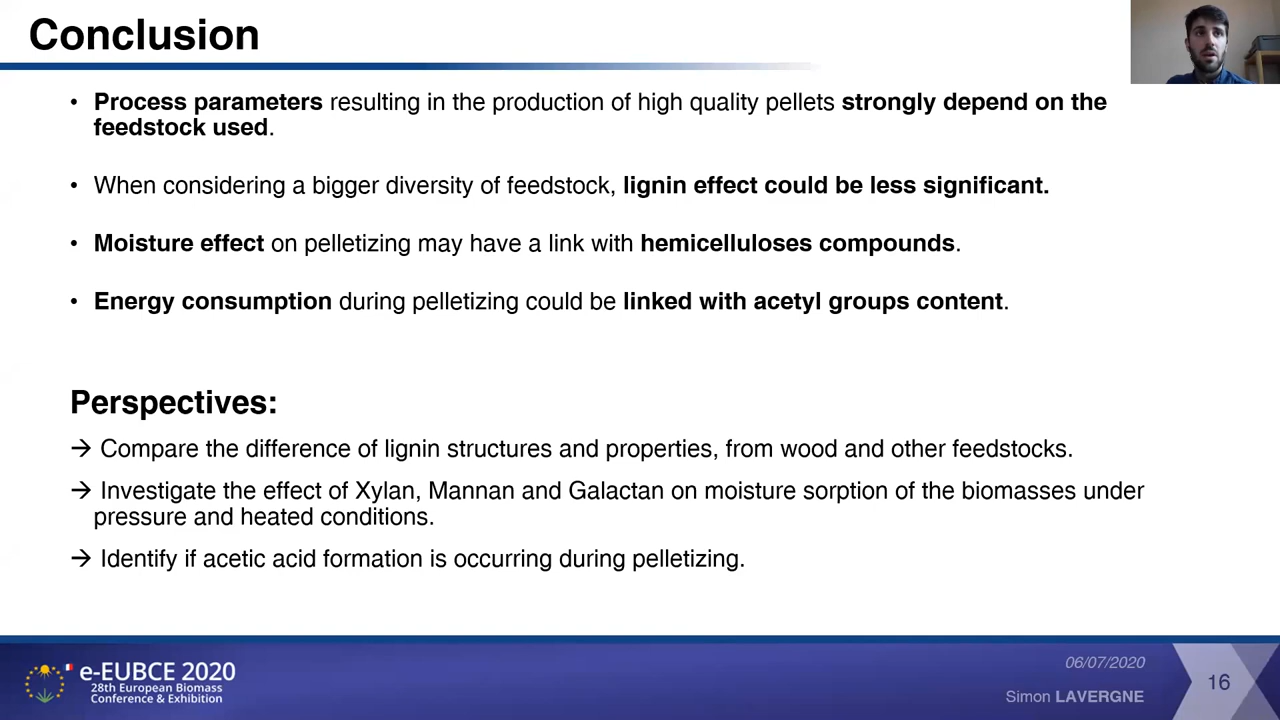 Conclusion
• Process parameters resulting in the production of high quality pellets strongly depend on the
feedstock used.
• When considering a bigger diversity of feedstock, lignin effect could be less significant.
• Moisture effect on pelletizing may have a link with hemicelluloses compounds.
• Energy consumption during pelletizing could be linked with acetyl groups content.
Perspectives:
→ Compare the difference of lignin structures and properties, from wood and other feedstocks.
→ Investigate the effect of Xylan, Mannan and Galactan on moisture sorption of the biomasses under
pressure and heated conditions.
→ Identify if acetic acid formation is occurring during pelletizing.
e-EUBCE 2020
28th European Biomass
Conference & Exhibition
06/07/2020
Simon LAVERGNE
16